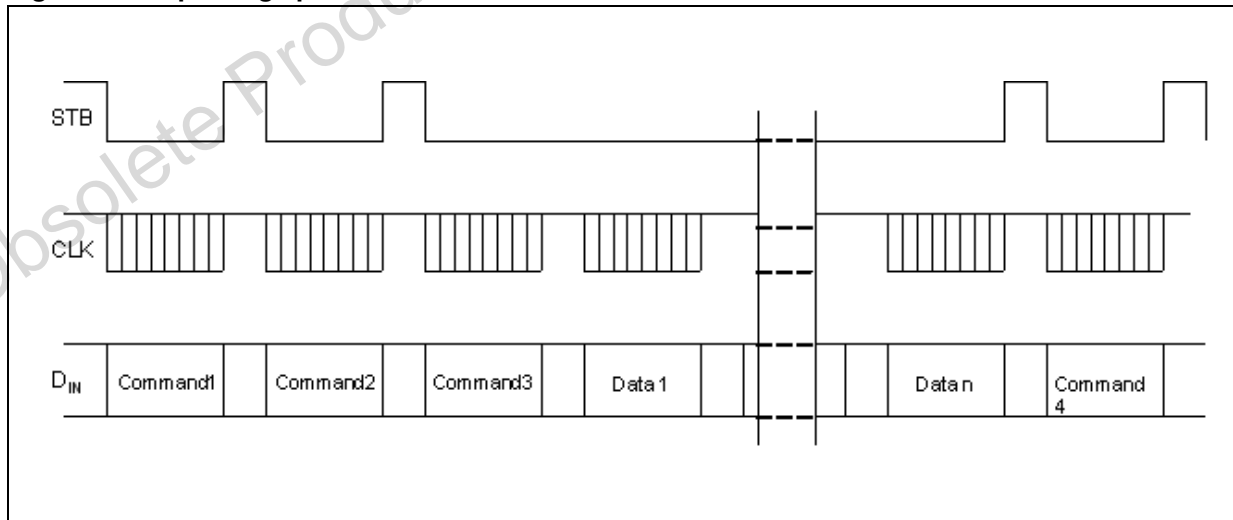 Obsolete Produ
STB
CLK
DIN
Command1
Command2
Command3
Data 1
Data n
Command
4